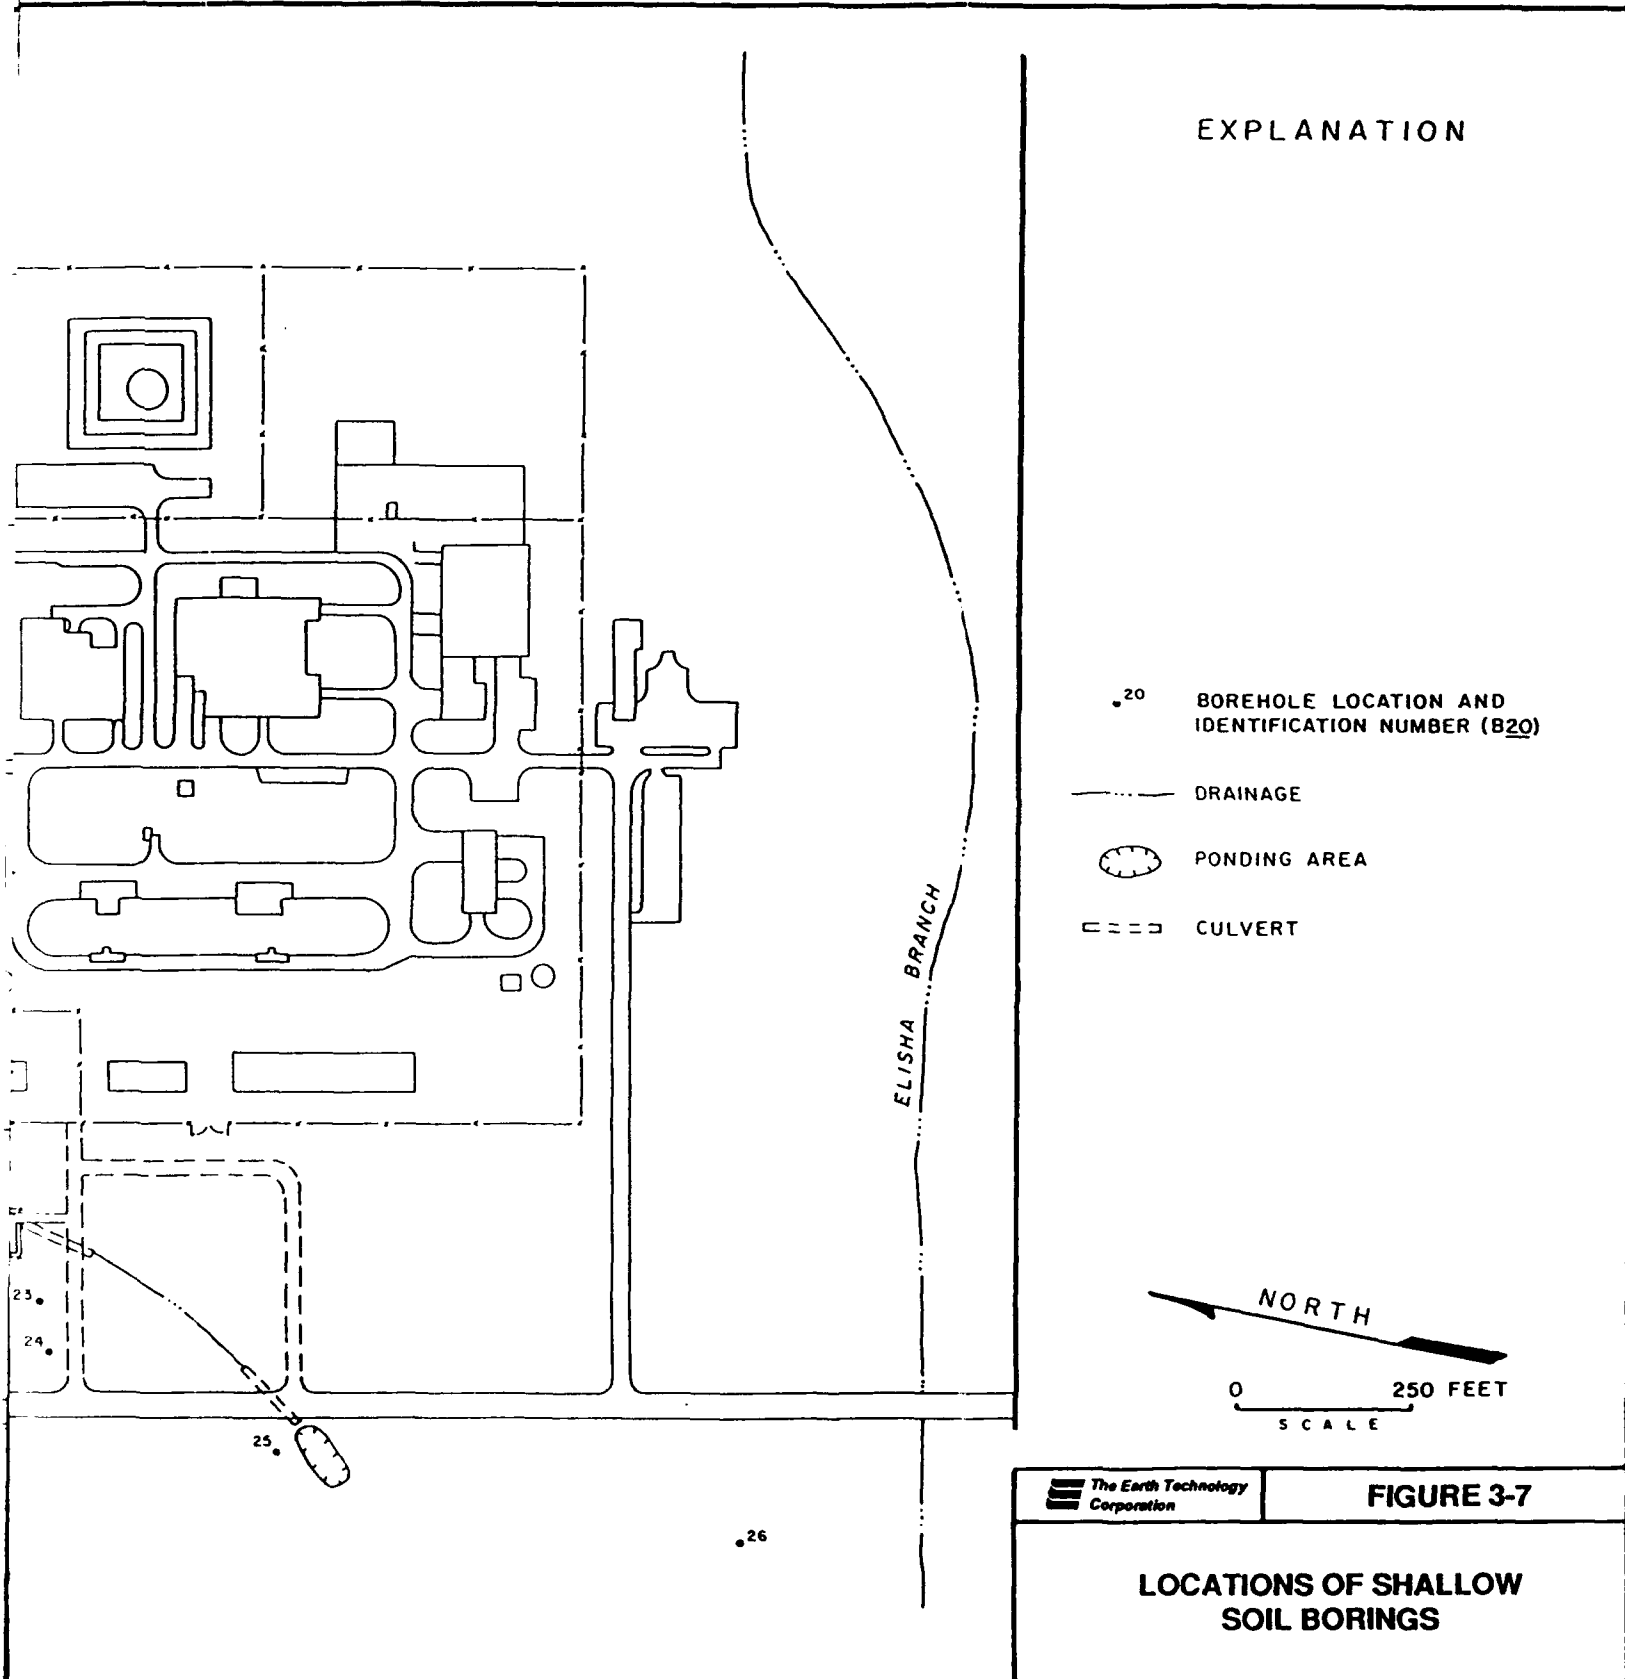 EXPLANATION
20
BOREHOLE LOCATION AND
IDENTIFICATION NUMBER (B20)
DRAINAGE
PONDING AREA
CULVERT
ELISHA BRANCH
NORTH
0 250 FEET
SCALE
23
24
25
26
The Earth Technology
Corporation
FIGURE 3-7
LOCATIONS OF SHALLOW
SOIL BORINGS